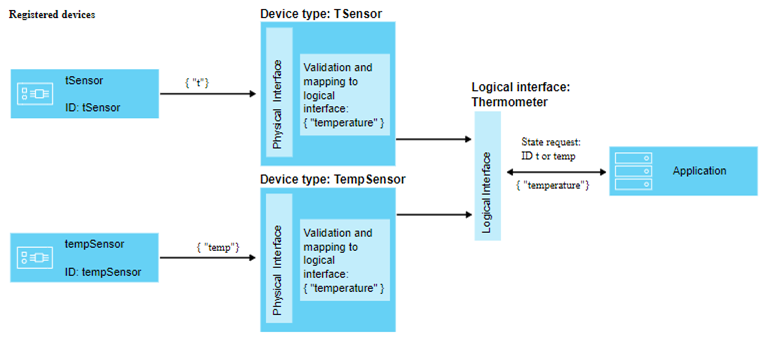 Registered devices
Device type: TSensor
tSensor
ID: tSensor
{ "t"}
Physical Interface
Validation and
mapping to
logical
interface:
{ "temperature" }
Device type: TempSensor
tempSensor
ID: tempSensor
{ "temp"}
Physical Interface
Validation and
mapping to
logical
interface:
{ "temperature" }
Logical interface:
Thermometer
Logical Interface
State request:
ID t or temp
{ "temperature"}
Application